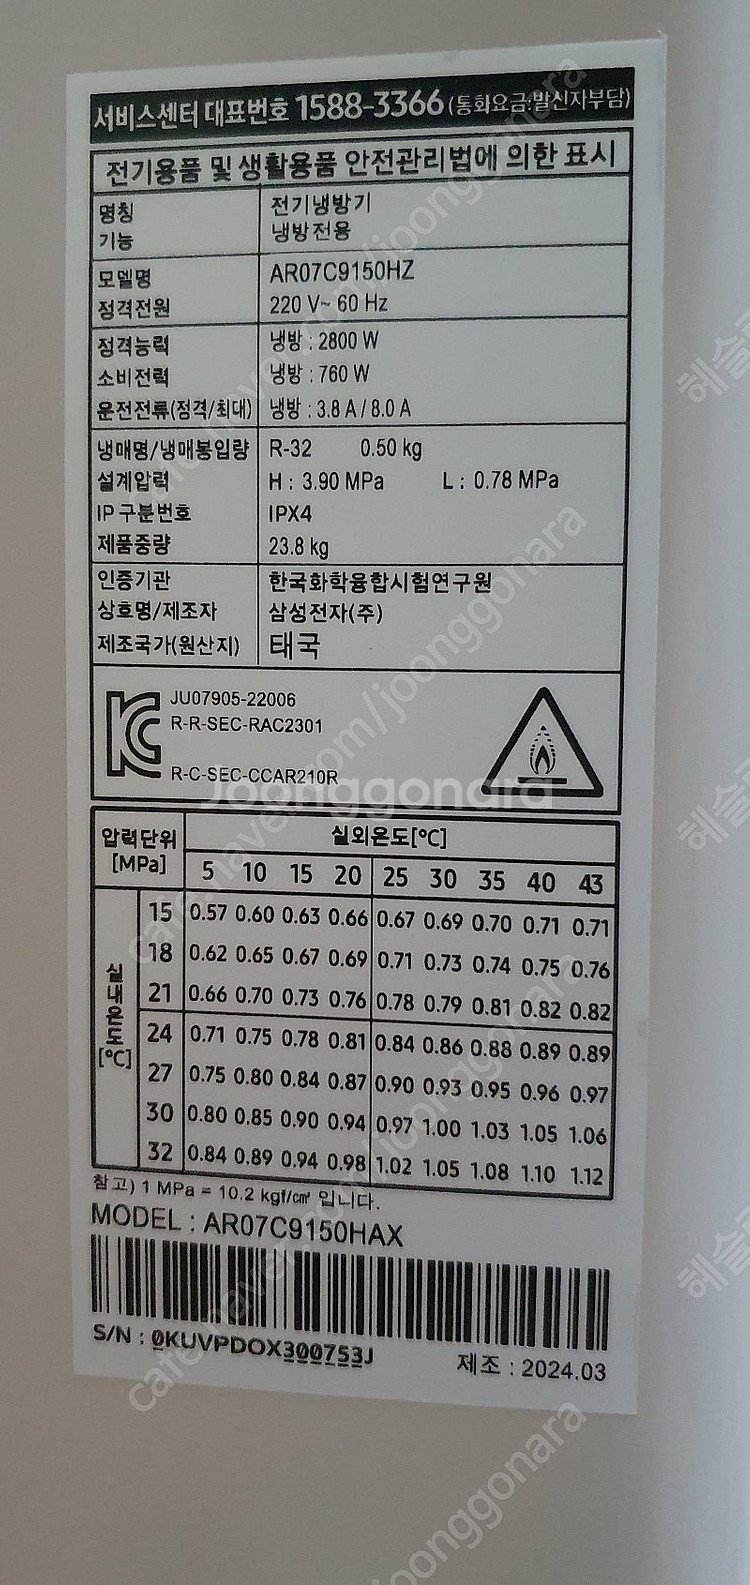 서비스센터 대표번호 1588-3366 (통화요금:발신자부담)
전기용품 및 생활용품 안전관리법에 의한 표시
명칭 전기냉방기
기능 냉방전용
모델명 AR07C9150HZ
정격전원 220 V~ 60 Hz
정격능력 냉방 : 2800 W
소비전력 냉방 : 760 W
운전전류(정격/최대) 냉방 : 3.8 A / 8.0 A
냉매명/냉매봉입량 R-32 0.50 kg
설계압력 H : 3.90 MPa L : 0.78 MPa
IP 구분번호 IPX4
제품중량 23.8 kg
인증기관 한국화학융합시험연구원
상호명/제조자 삼성전자(주)
제조국가(원산지) 태국
JU07905-22006
R-R-SEC-RAC2301
R-C-SEC-CCAR210R
joonggonara
압력단위 [MPa] 실외온도[℃]
5 10 15 20 25 30 35 40 43
실내온도[℃]
15 0.57 0.60 0.63 0.66 0.67 0.69 0.70 0.71 0.71
18 0.62 0.65 0.67 0.69 0.71 0.73 0.74 0.75 0.76
21 0.66 0.70 0.73 0.76 0.78 0.79 0.81 0.82 0.82
24 0.71 0.75 0.78 0.81 0.84 0.86 0.88 0.89 0.89
27 0.75 0.80 0.84 0.87 0.90 0.93 0.95 0.96 0.97
30 0.80 0.85 0.90 0.94 0.97 1.00 1.03 1.05 1.06
32 0.84 0.89 0.94 0.98 1.02 1.05 1.08 1.10 1.12
참고) 1 MPa = 10.2 kgf/㎠ 입니다.
MODEL : AR07C9150HAX
S/N : 0KUVPDOX300753J
제조 : 2024.03
cafe.naver.com/joonggonara